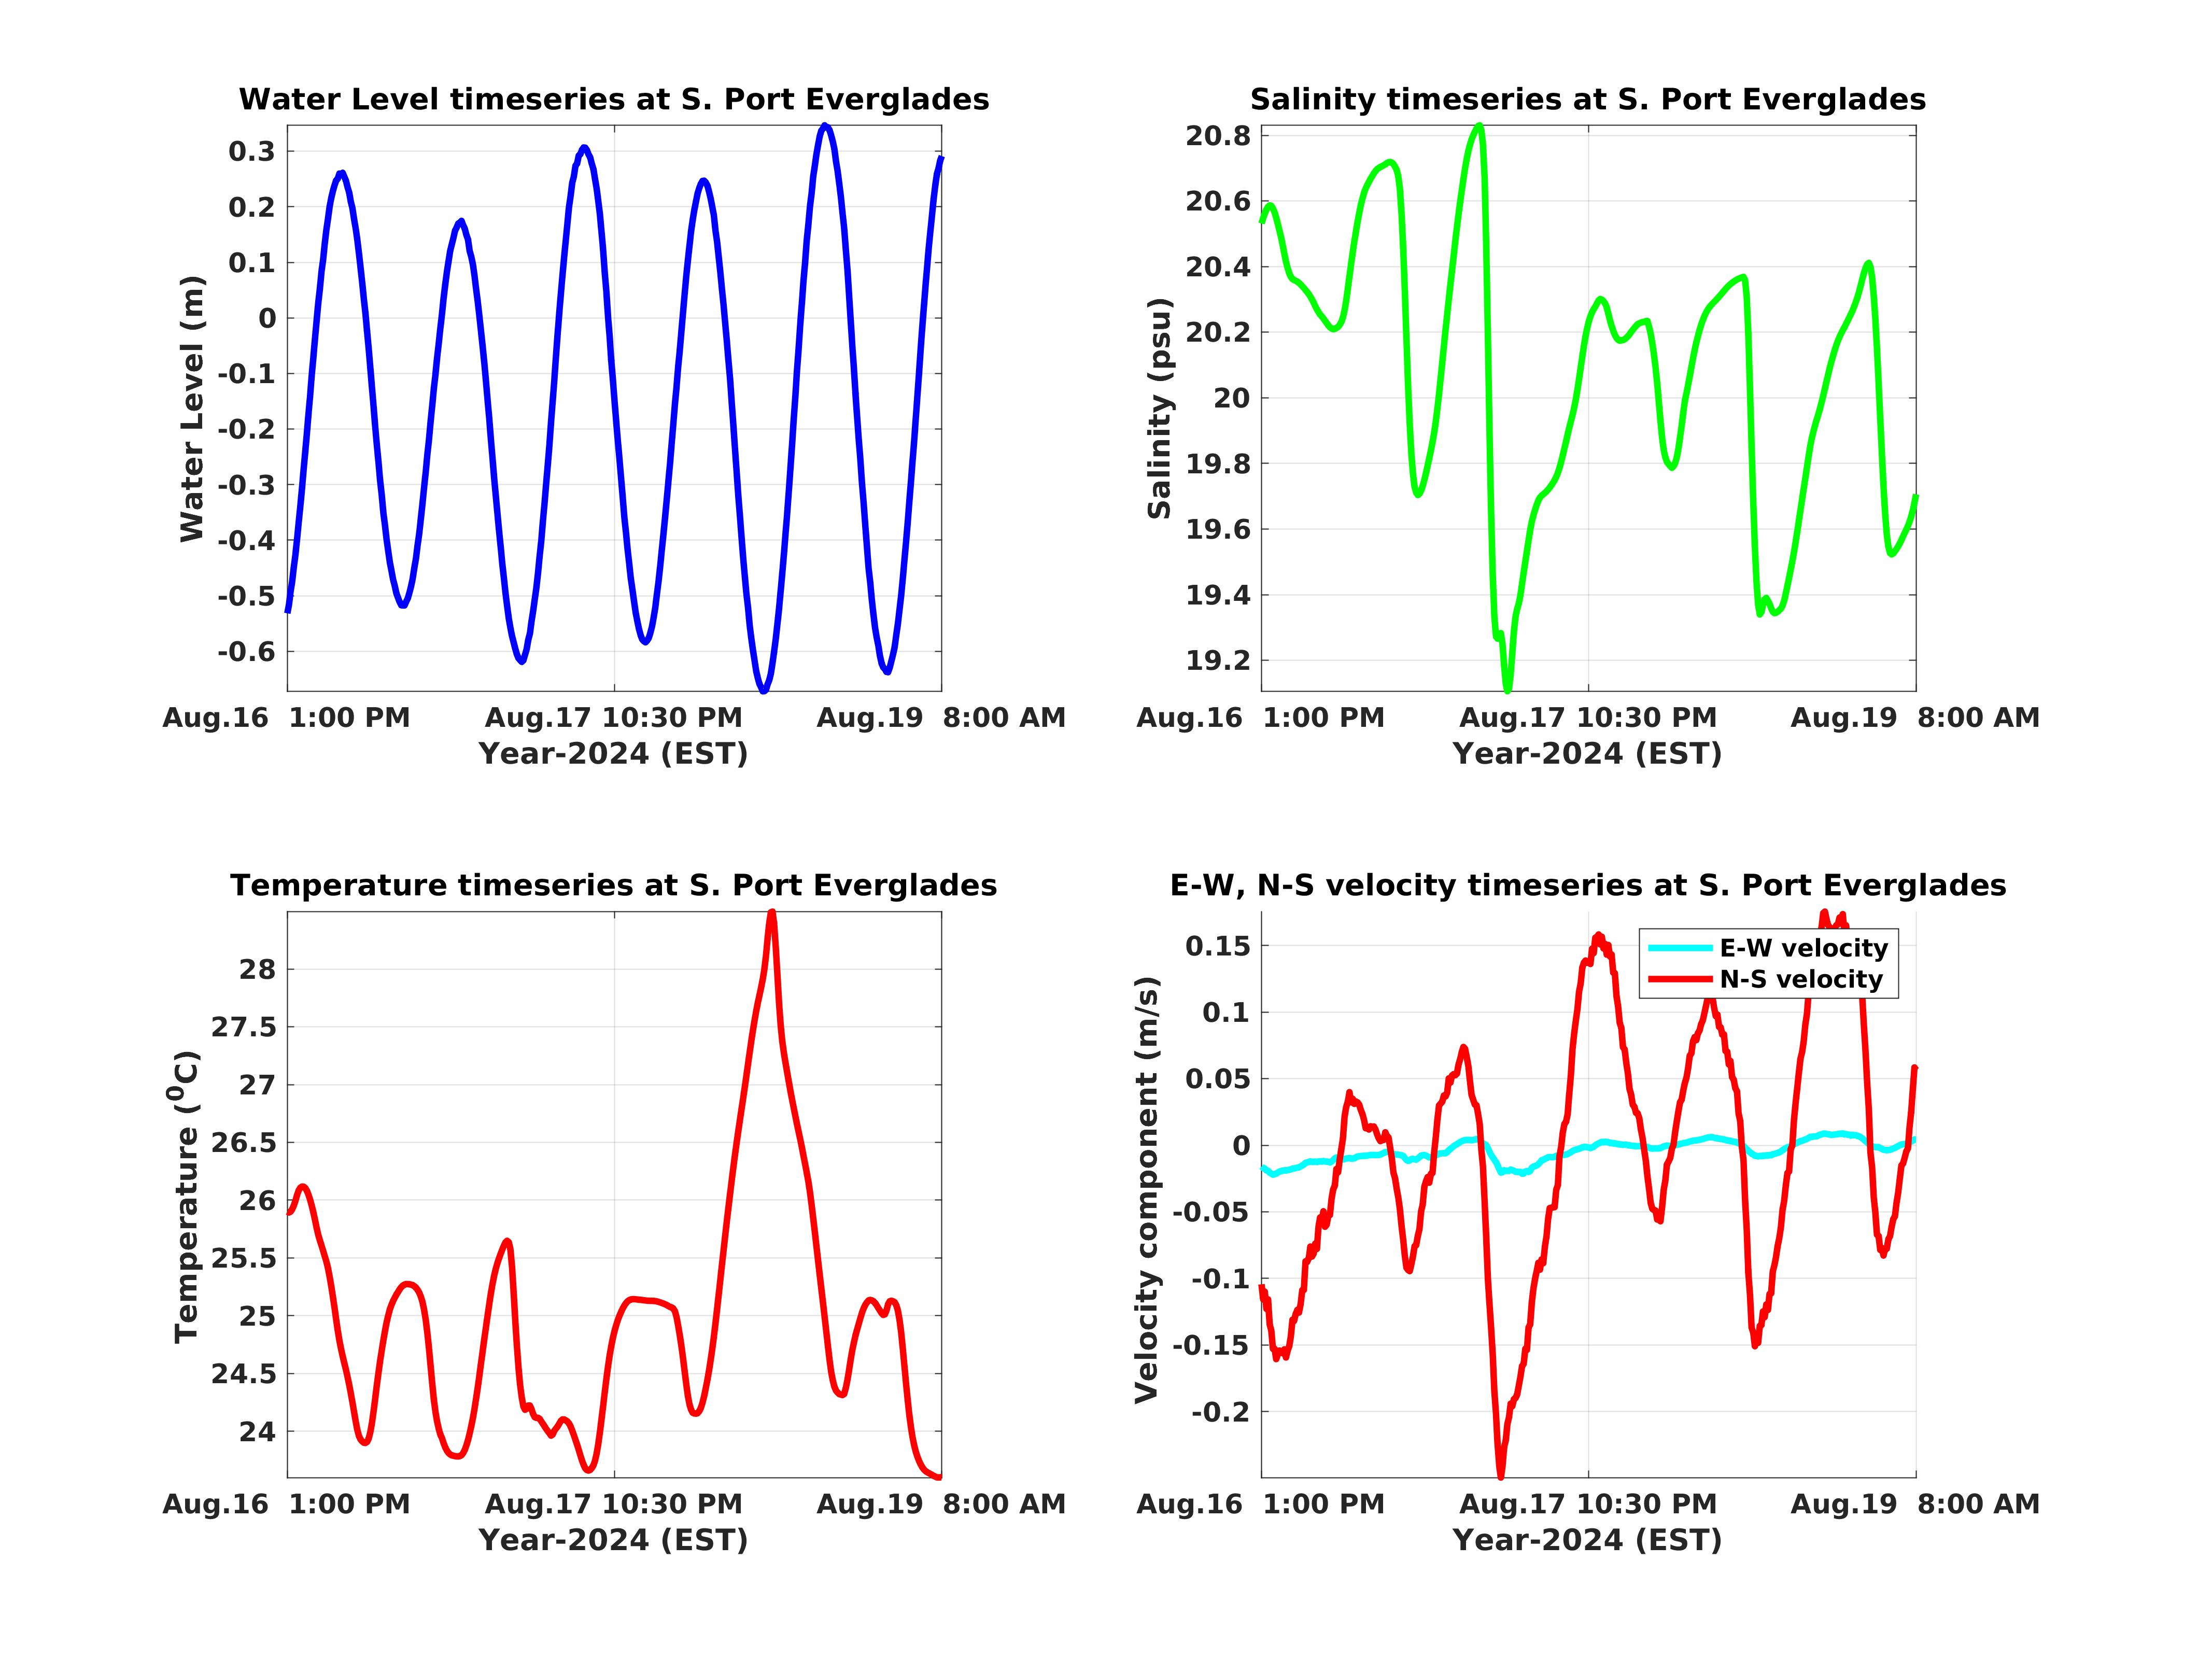 Water Level timeseries at S. Port Everglades
Water Level (m)
0.3
0.2
0.1
0
-0.1
-0.2
-0.3
-0.4
-0.5
-0.6
Aug.16  1:00 PM
Aug.17 10:30 PM
Aug.19  8:00 AM
Year-2024 (EST)
Salinity timeseries at S. Port Everglades
Salinity (psu)
20.8
20.6
20.4
20.2
20
19.8
19.6
19.4
19.2
Aug.16  1:00 PM
Aug.17 10:30 PM
Aug.19  8:00 AM
Year-2024 (EST)
Temperature timeseries at S. Port Everglades
Temperature (⁰C)
28
27.5
27
26.5
26
25.5
25
24.5
24
Aug.16  1:00 PM
Aug.17 10:30 PM
Aug.19  8:00 AM
Year-2024 (EST)
E-W, N-S velocity timeseries at S. Port Everglades
Velocity component (m/s)
0.15
0.1
0.05
0
-0.05
-0.1
-0.15
-0.2
E-W velocity
N-S velocity
Aug.16  1:00 PM
Aug.17 10:30 PM
Aug.19  8:00 AM
Year-2024 (EST)